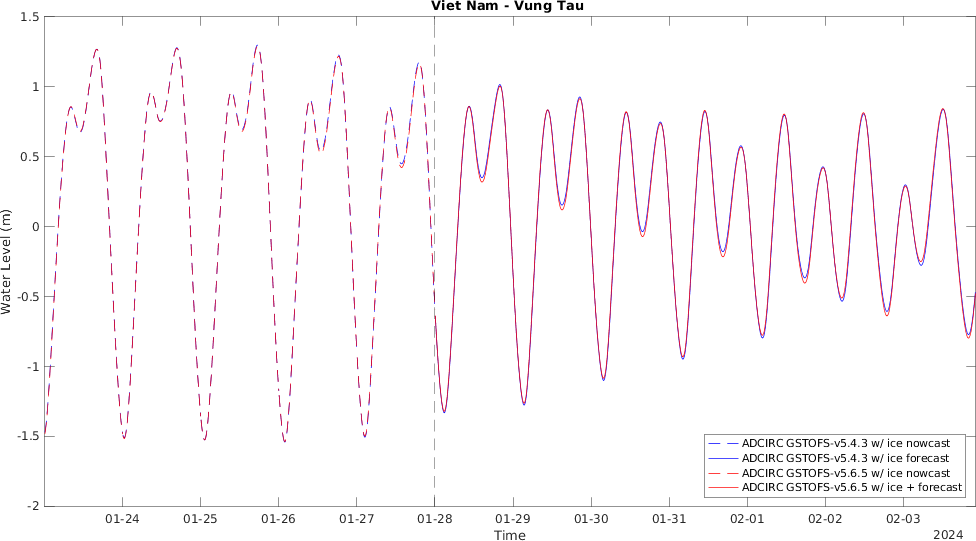 Viet Nam - Vung Tau
1.5
1
0.5
0
-0.5
-1
-1.5
-2
Water Level (m)
01-24
01-25
01-26
01-27
01-28
01-29
01-30
01-31
02-01
02-02
02-03
Time
2024
ADCIRC GSTOFS-v5.4.3 w/ ice nowcast
ADCIRC GSTOFS-v5.4.3 w/ ice forecast
ADCIRC GSTOFS-v5.6.5 w/ ice nowcast
ADCIRC GSTOFS-v5.6.5 w/ ice + forecast